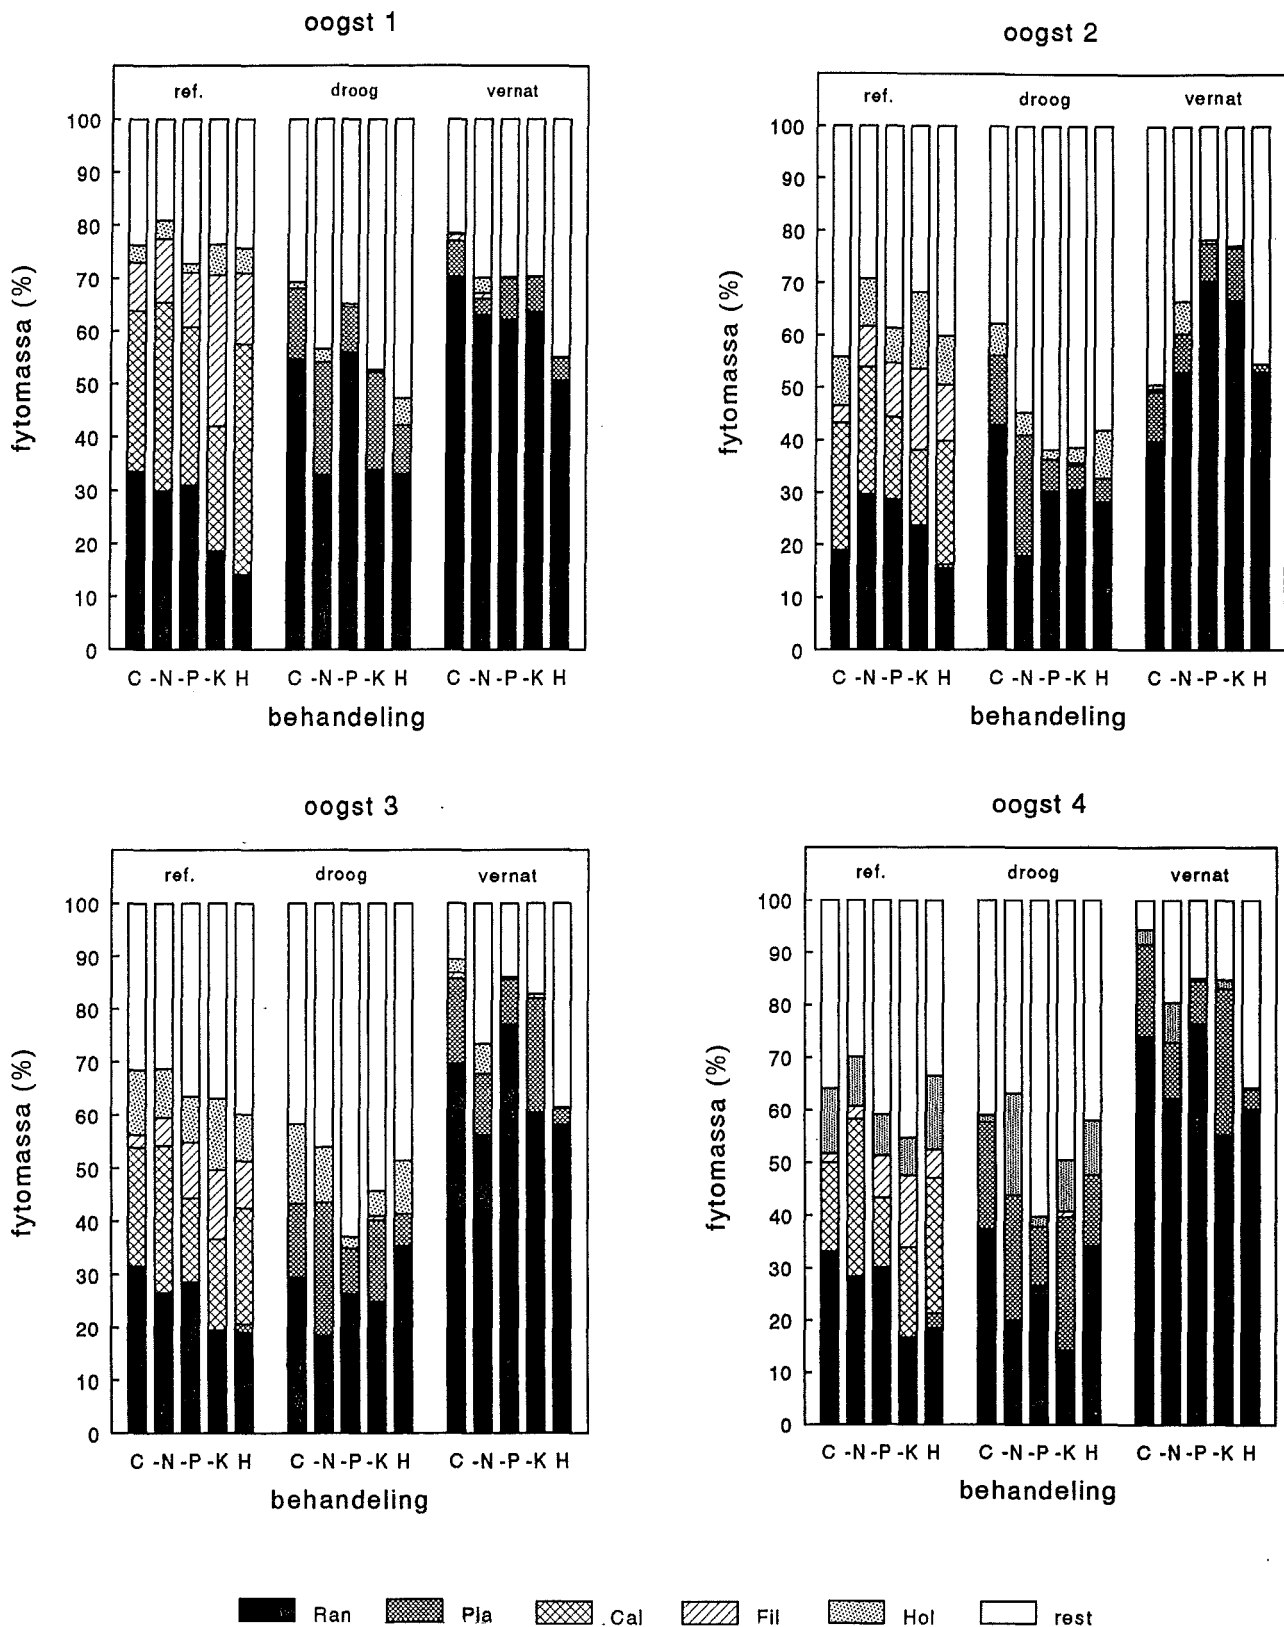 oogst 1
ref. droog vernat
100
90
80
70
60
50
40
30
20
10
0
fytomassa (%)
C -N -P -K H C -N -P -K H C -N -P -K H
behandeling
oogst 2
ref. droog vernat
100
90
80
70
60
50
40
30
20
10
0
fytomassa (%)
C -N -P -K H C -N -P -K H C -N -P -K H
behandeling
oogst 3
ref. droog vernat
100
90
80
70
60
50
40
30
20
10
0
fytomassa (%)
C -N -P -K H C -N -P -K H C -N -P -K H
behandeling
oogst 4
ref. droog vernat
100
90
80
70
60
50
40
30
20
10
0
fytomassa (%)
C -N -P -K H C -N -P -K H C -N -P -K H
behandeling
Ran Pla Cal Fil Hol rest